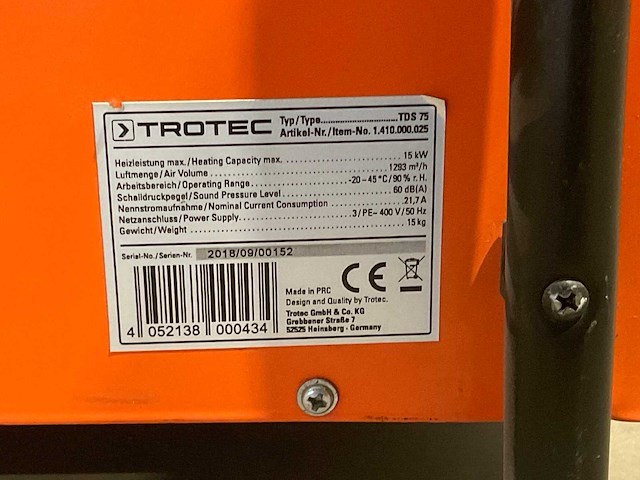 TROTEC
Typ/Type..............................TDS 75
Artikel-Nr./Item-No. 1.410.000.025
Heizleistung max./Heating Capacity max. ..............................15 kW
Luftmenge/Air Volume ..............................1293 m³/h
Arbeitsbereich/Operating Range..............................-20–45°C/90% r. H.
Schalldruckpegel/Sound Pressure Level..............................60 dB(A)
Nennstromaufnahme/Nominal Current Consumption ....................21,7 A
Netzanschluss/Power Supply..............................3/PE~ 400 V/50 Hz
Gewicht/Weight ..............................15 kg
Serial-No./Serien-Nr. 2018/09/00152
Made in PRC
CE
Design and Quality by Trotec.
Trotec GmbH & Co. KG
Grebbener Straße 7
52525 Heinsberg - Germany
4 052138 000434